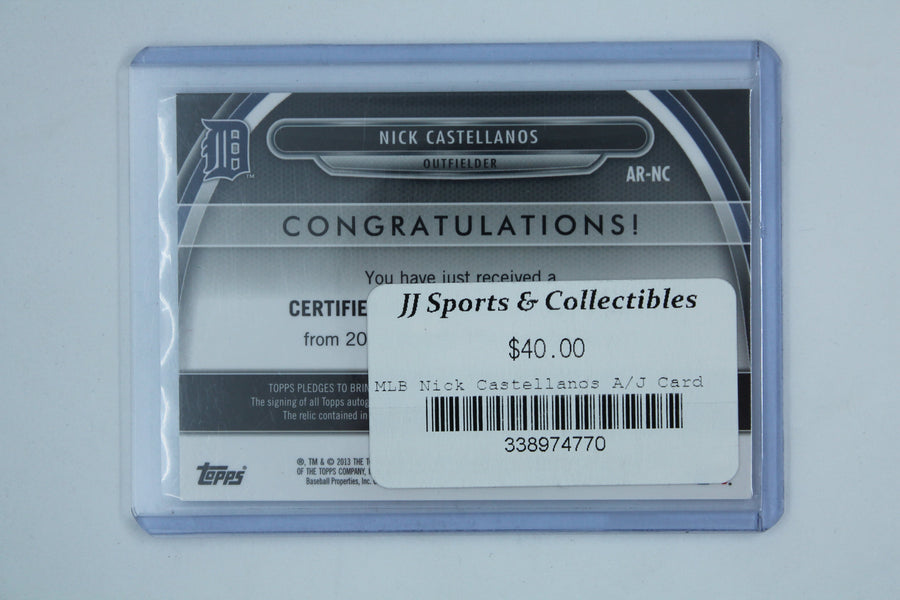 D
TM
NICK CASTELLANOS
OUTFIELDER
AR-NC
CONGRATULATIONS!
You have just received a
CERTIFIE
from 20
TOPPS PLEDGES TO BRIN
The signing of all Topps autog
The relic contained in
topps
®, TM & © 2013 THE T
OF THE TOPPS COMPANY,
Baseball Properties, Inc.
JJ Sports & Collectibles
$40.00
MLB Nick Castellanos A/J Card
338974770